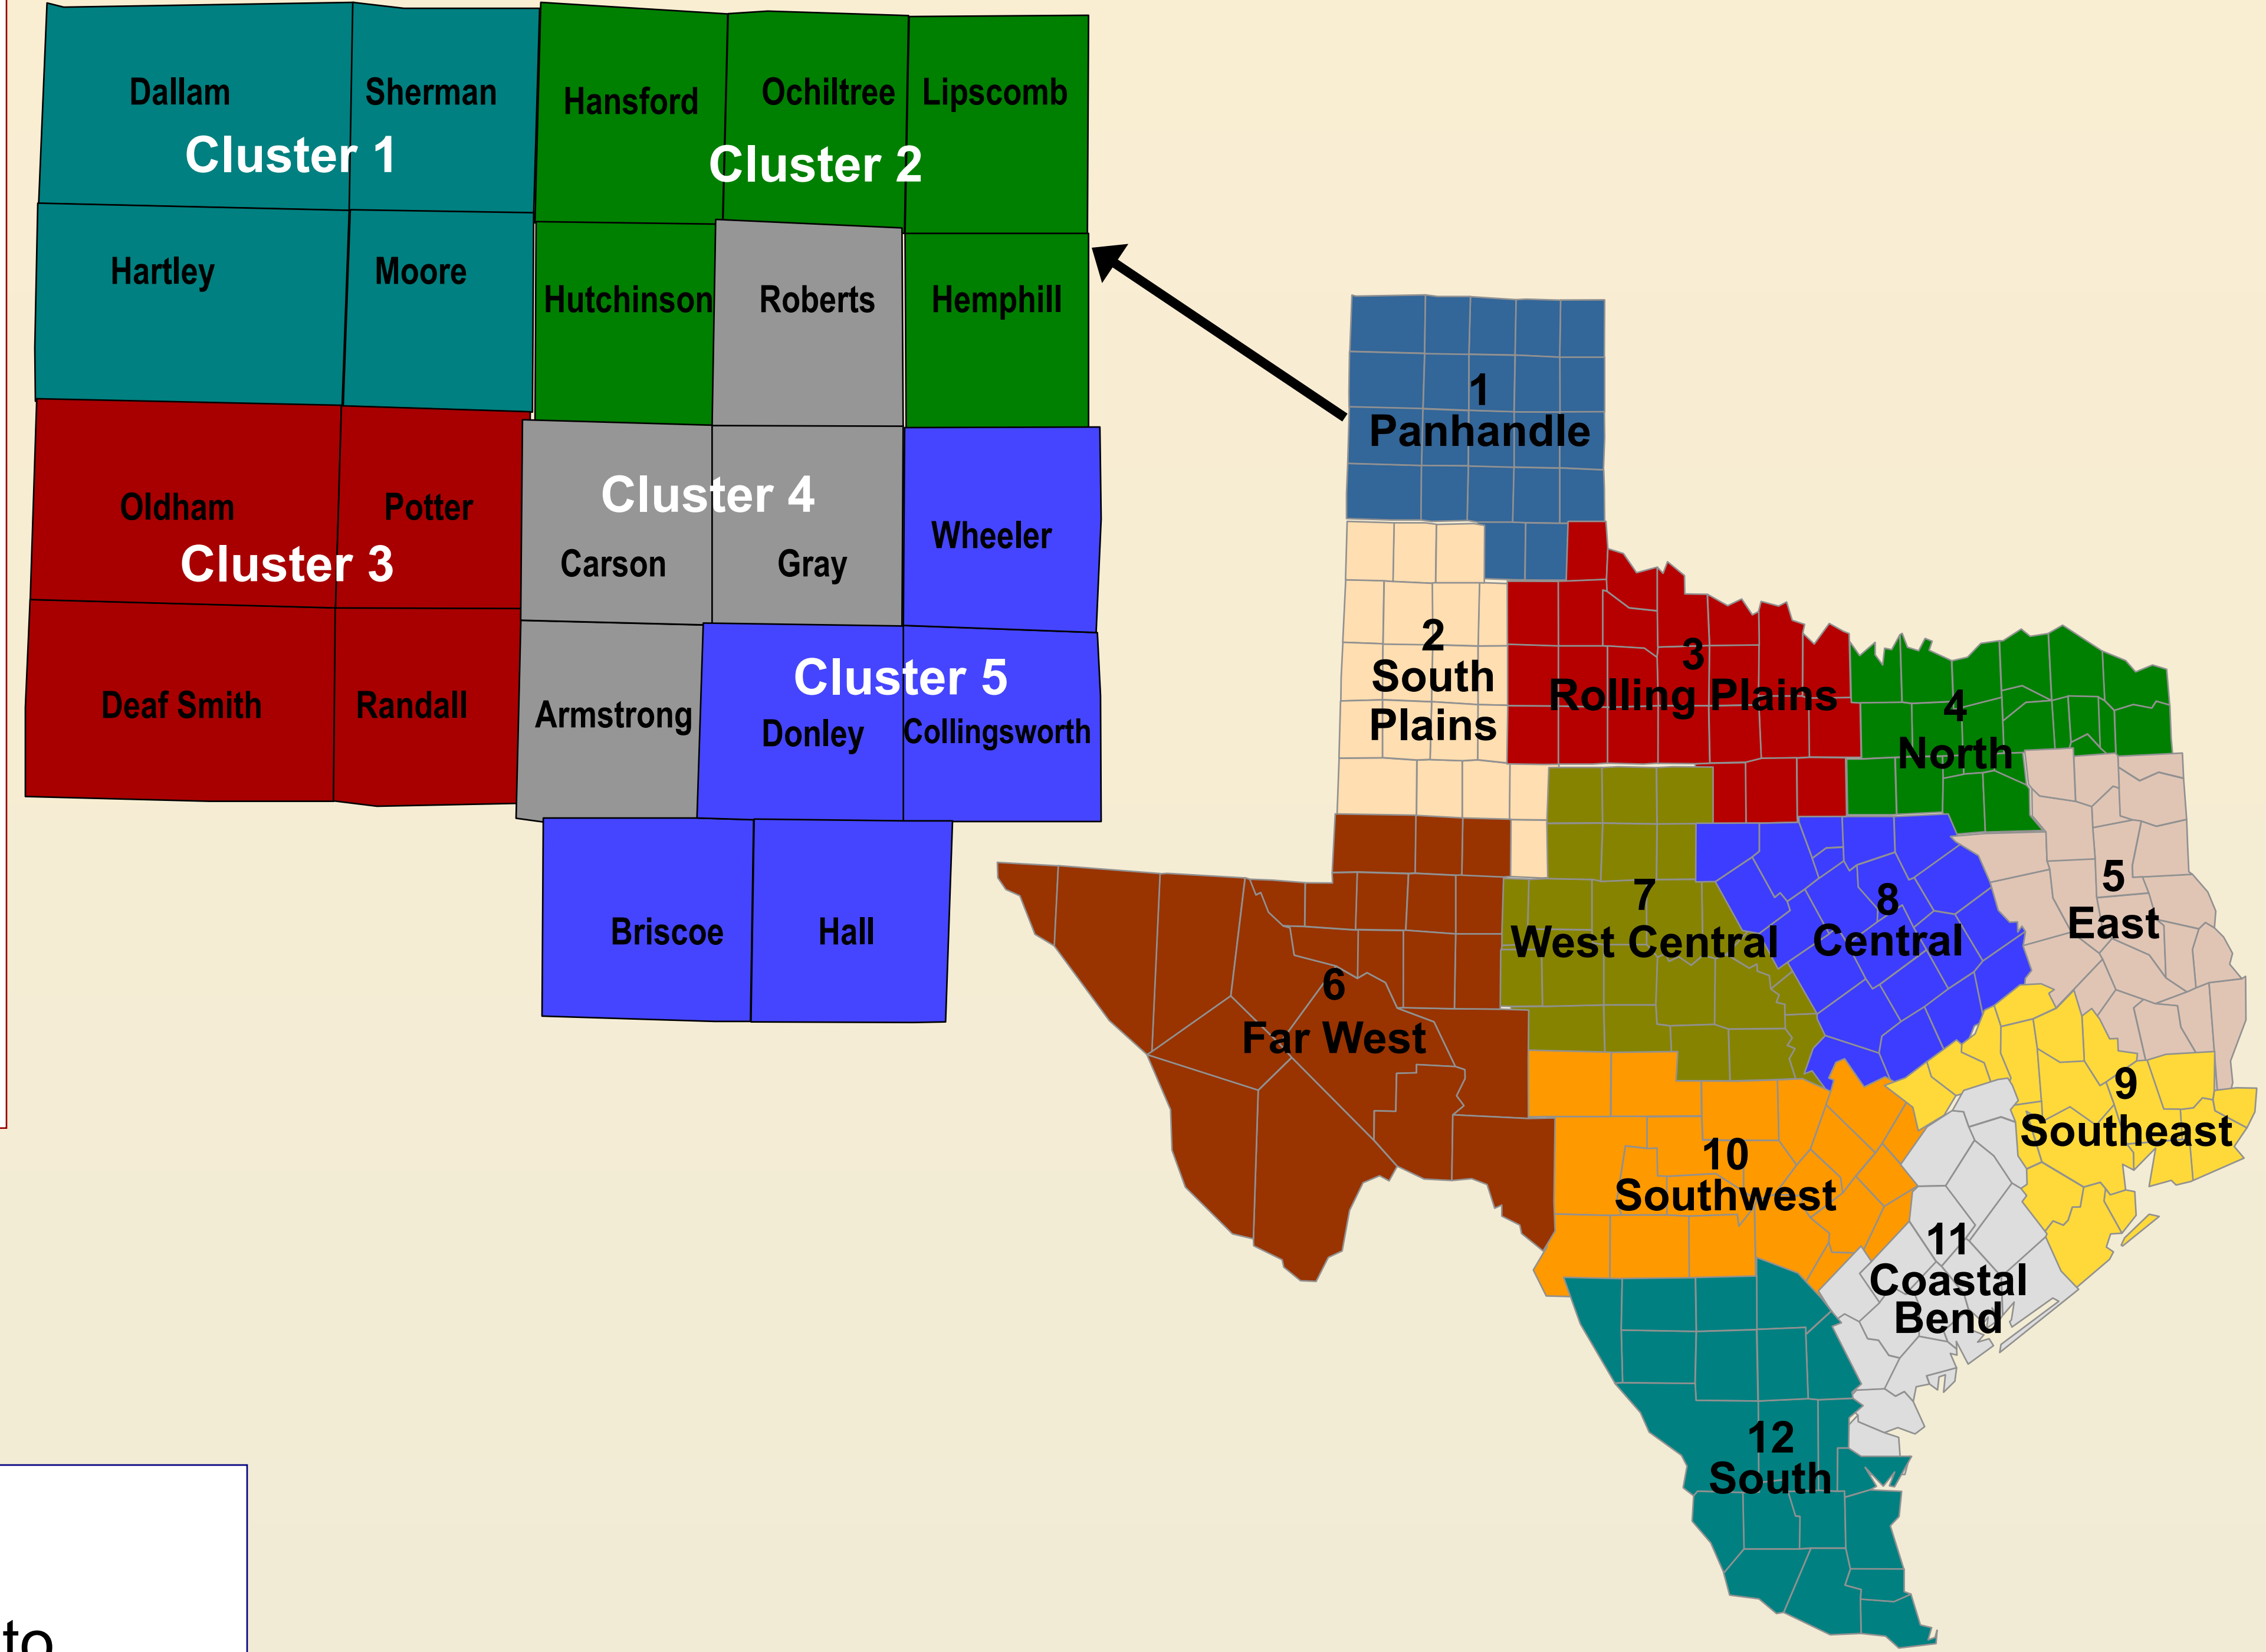 Dallam
Sherman
Hansford
Ochiltree
Lipscomb
Cluster 1
Cluster 2
Hartley
Moore
Hutchinson
Roberts
Hemphill
Oldham
Potter
Cluster 3
Cluster 4
Carson
Gray
Wheeler
Deaf Smith
Randall
Armstrong
Cluster 5
Donley
Collingsworth
Briscoe
Hall
1
Panhandle
2
South
Plains
3
Rolling Plains
4
North
5
East
6
Far West
7
West Central
8
Central
9
Southeast
10
Southwest
11
Coastal
Bend
12
South
to